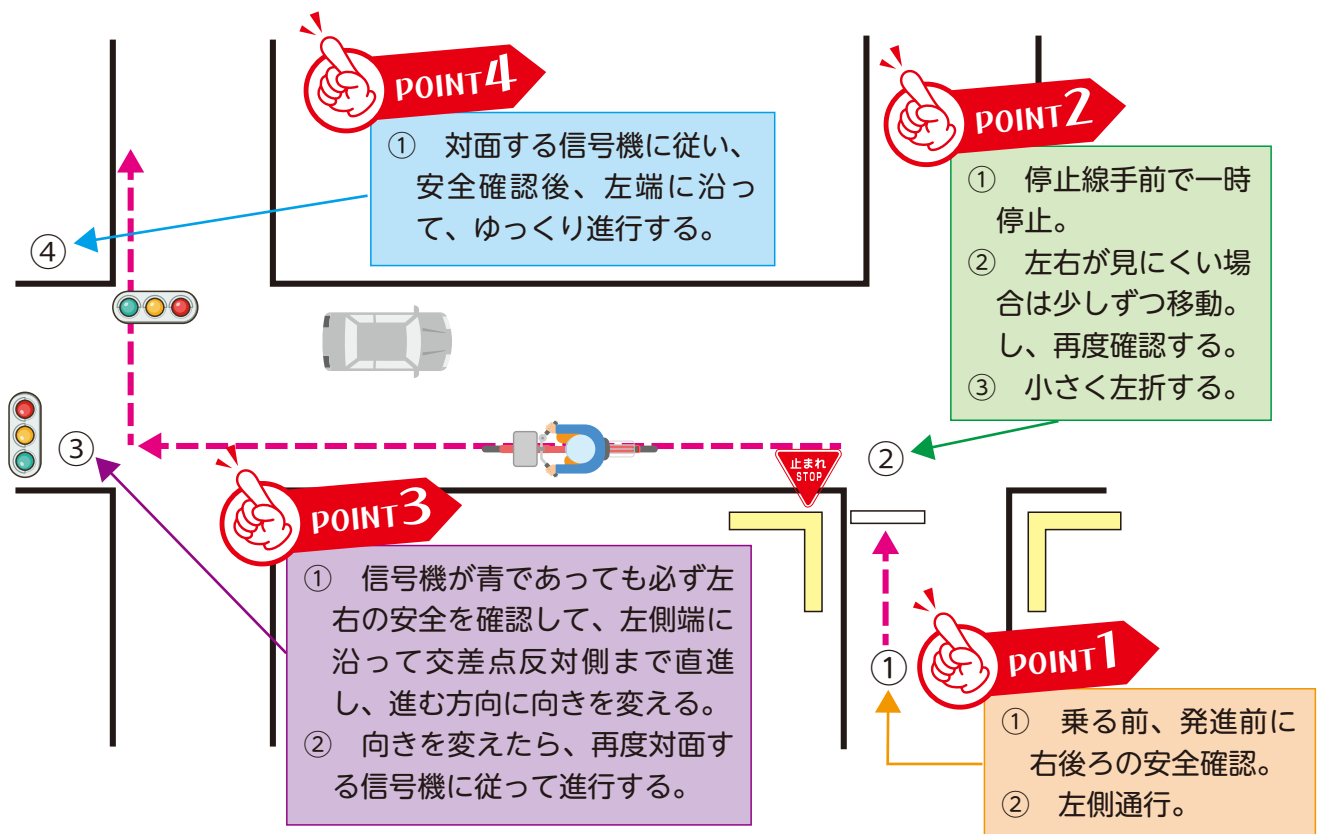 POINT4
① 対面する信号機に従い、
安全確認後、左端に沿っ
て、ゆっくり進行する。
④
POINT2
① 停止線手前で一時
停止。
② 左右が見にくい場
合は少しずつ移動。
し、再度確認する。
③ 小さく左折する。
②
止まれ
STOP
③
POINT3
① 信号機が青であっても必ず左
右の安全を確認して、左側端に
沿って交差点反対側まで直進
し、進む方向に向きを変える。
② 向きを変えたら、再度対面す
る信号機に従って進行する。
①
POINT1
① 乗る前、発進前に
右後ろの安全確認。
② 左側通行。